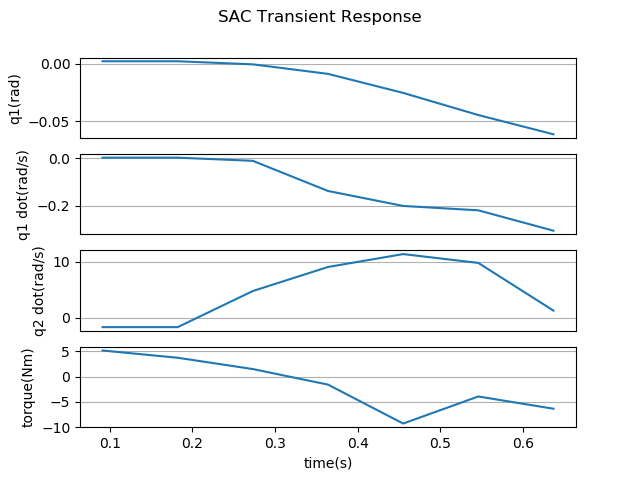 SAC Transient Response
q1(rad)
0.00
−0.05
q1 dot(rad/s)
0.0
−0.2
q2 dot(rad/s)
10
0
torque(Nm)
5
0
−5
−10
0.1 0.2 0.3 0.4 0.5 0.6
time(s)